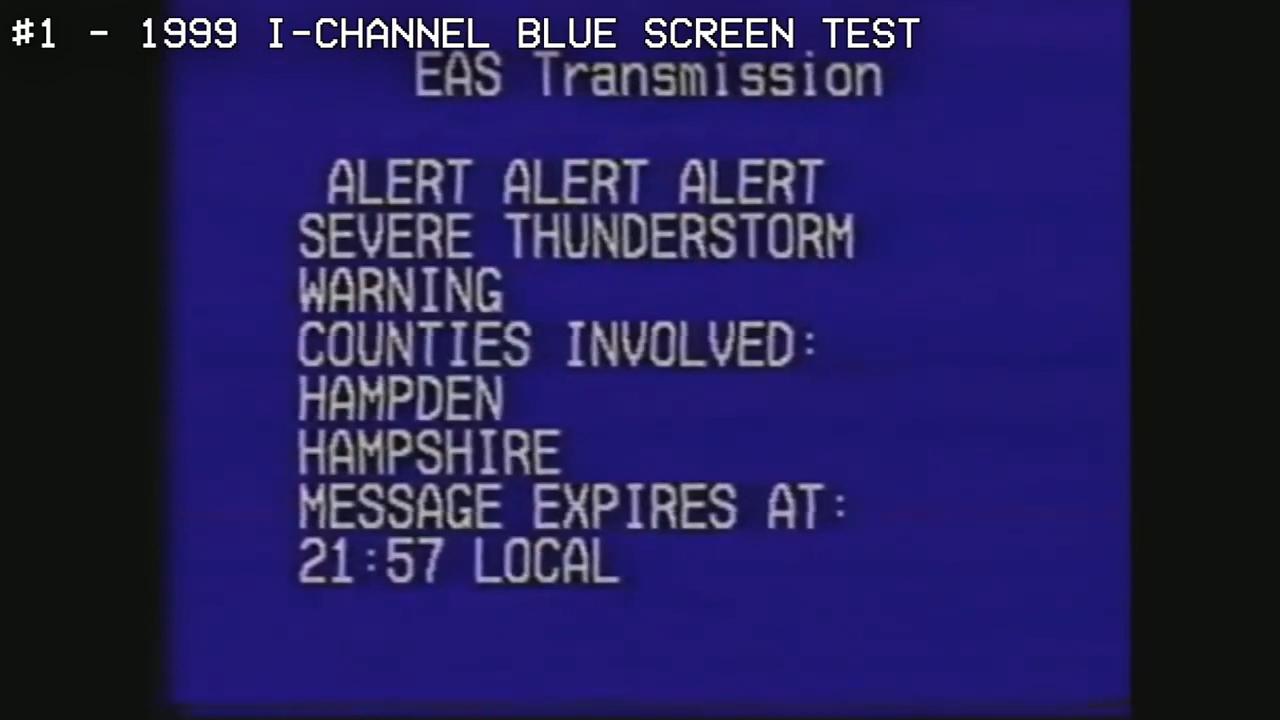 #1 - 1999 I-CHANNEL BLUE SCREEN TEST
EAS Transmission
ALERT ALERT ALERT
SEVERE THUNDERSTORM
WARNING
COUNTIES INVOLVED:
HAMPDEN
HAMPSHIRE
MESSAGE EXPIRES AT:
21:57 LOCAL